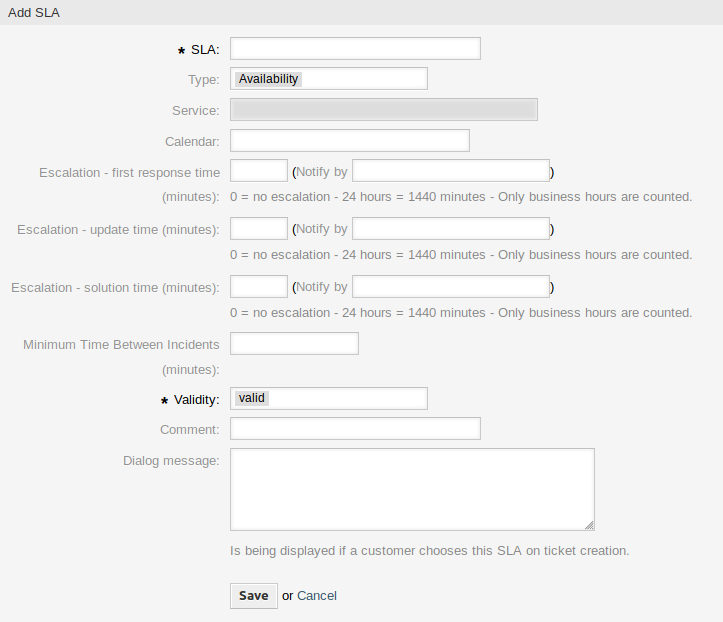 Add SLA
* SLA:
Type: Availability
Service:
Calendar:
Escalation - first response time (Notify by )
(minutes): 0 = no escalation - 24 hours = 1440 minutes - Only business hours are counted.
Escalation - update time (minutes): (Notify by )
0 = no escalation - 24 hours = 1440 minutes - Only business hours are counted.
Escalation - solution time (minutes): (Notify by )
0 = no escalation - 24 hours = 1440 minutes - Only business hours are counted.
Minimum Time Between Incidents
(minutes):
* Validity: valid
Comment:
Dialog message:
Is being displayed if a customer chooses this SLA on ticket creation.
Save or Cancel